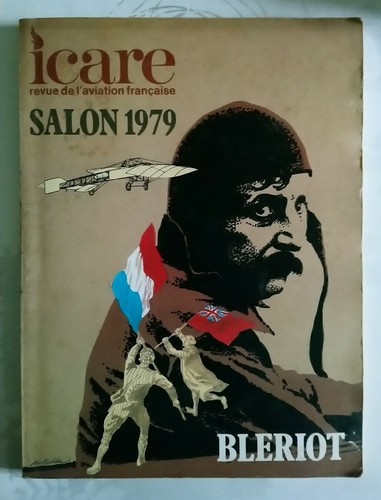 icare
revue de l'aviation française
SALON 1979
BLERIOT